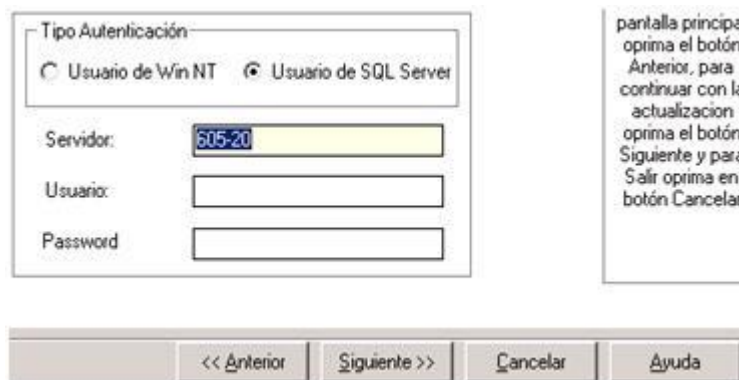 Tipo Autenticación
Usuario de Win NT
Usuario de SQL Server
Servidor:
605-20
Usuario:
Password
pantalla principa
oprima el botón
Anterior, para
continuar con la
actualizacion
oprima el botón
Siguiente y para
Salir oprima en
botón Cancelar
<< Anterior
Siguiente >>
Cancelar
Ayuda